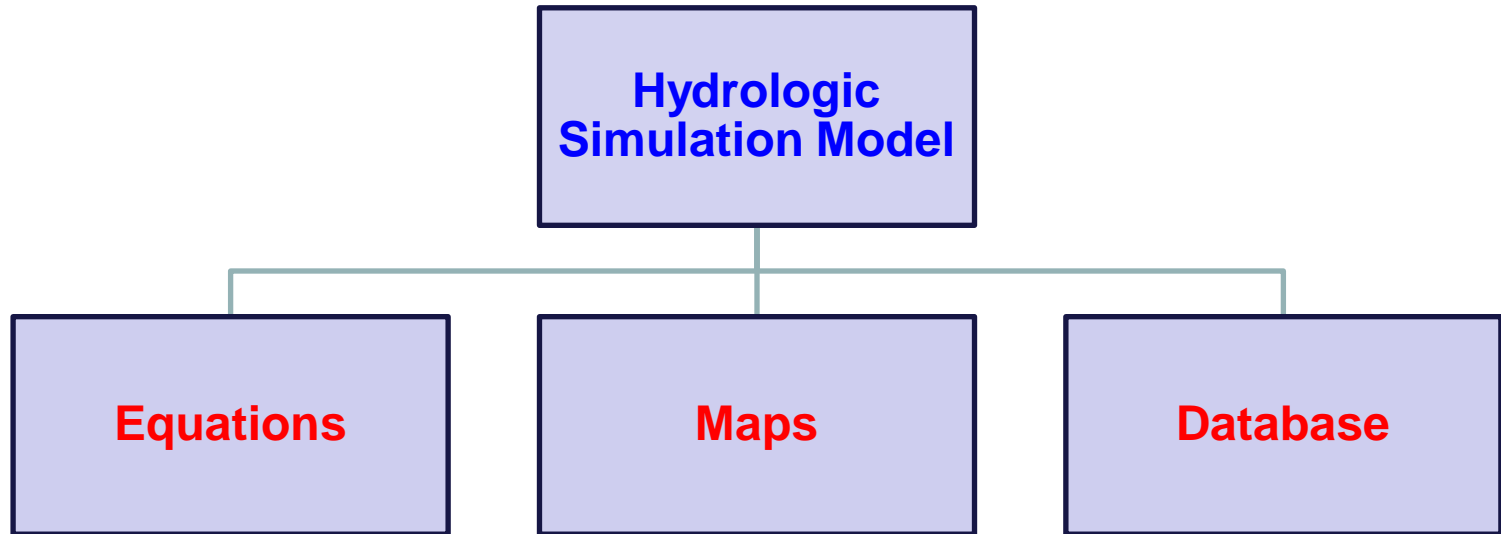 Hydrologic
Simulation Model
Equations
Maps
Database